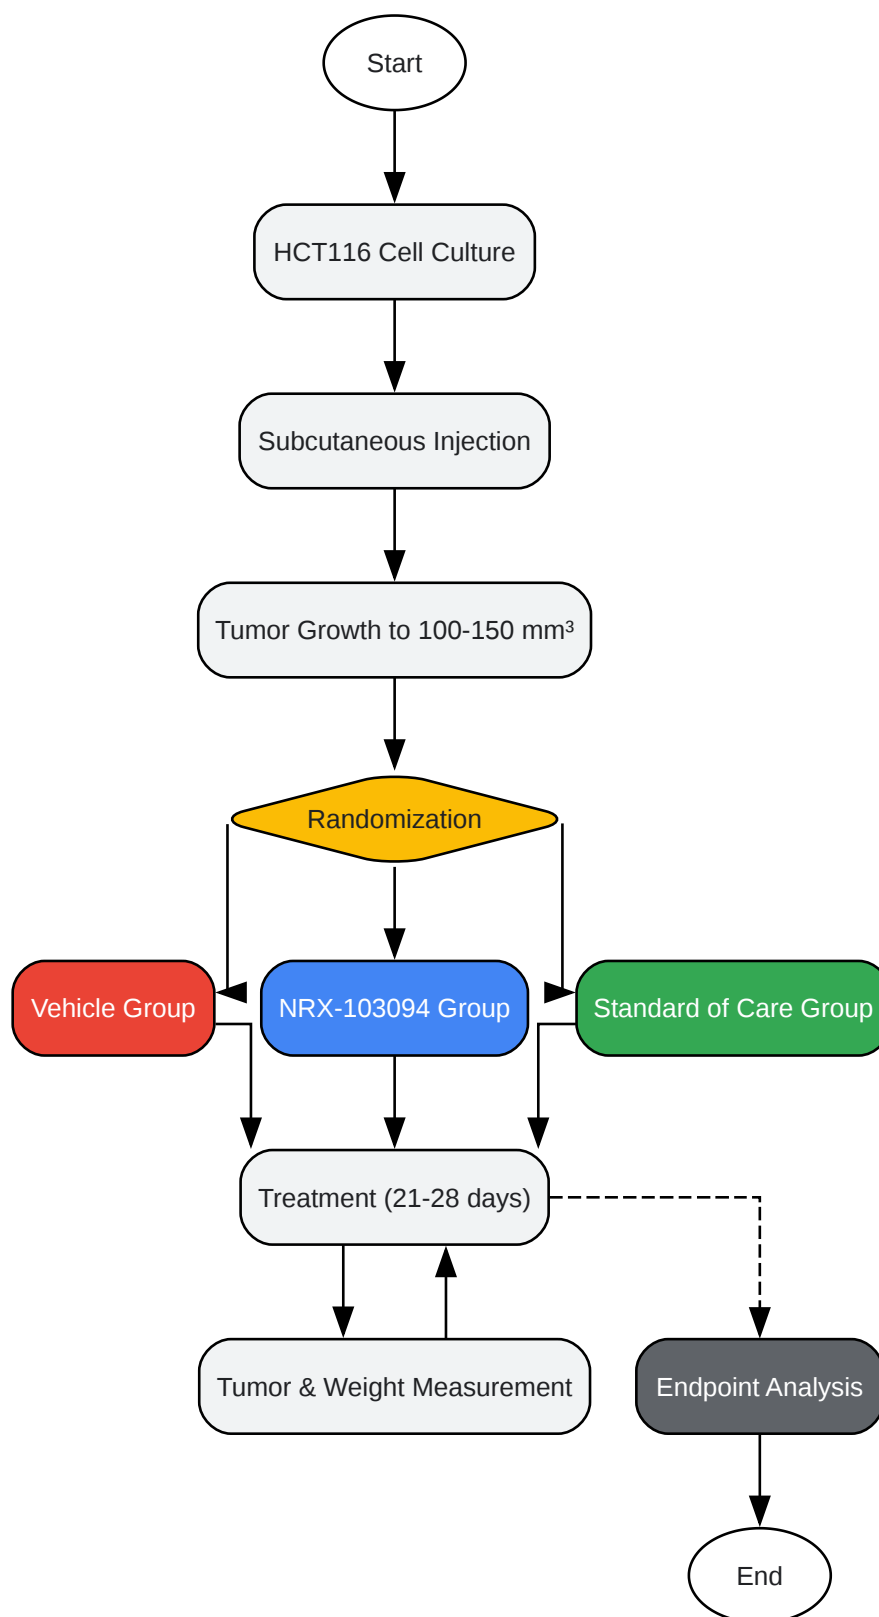 Start
HCT116 Cell Culture
Subcutaneous Injection
Tumor Growth to 100-150 mm³
Randomization
Vehicle Group
NRX-103094 Group
Standard of Care Group
Treatment (21-28 days)
Tumor & Weight Measurement
Endpoint Analysis
End